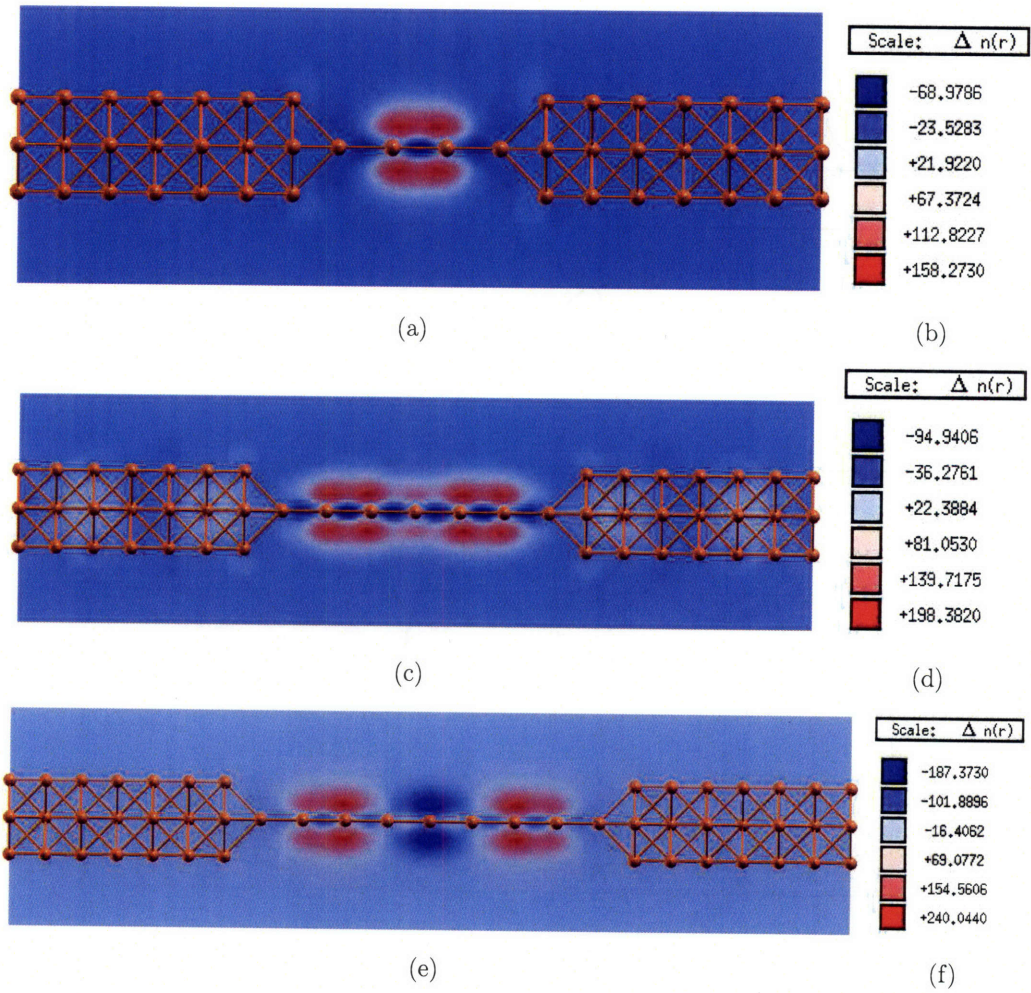 Scale: Δ n(r)
-68.9786
-23.5283
+21.9220
+67.3724
+112.8227
+158.2730
(a)
(b)
Scale: Δ n(r)
-94.9406
-36.2761
+22.3884
+81.0530
+139.7175
+198.3820
(c)
(d)
Scale: Δ n(r)
-187.3730
-101.8896
-16.4062
+69.0772
+154.5606
+240.0440
(e)
(f)